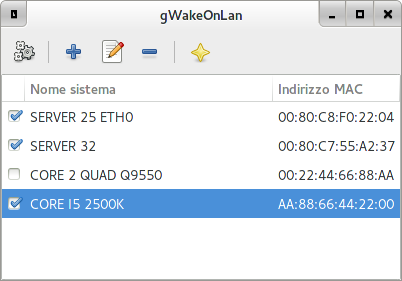 gWakeOnLan
Nome sistema Indirizzo MAC
SERVER 25 ETH0 00:80:C8:F0:22:04
SERVER 32 00:80:C7:55:A2:37
CORE 2 QUAD Q9550 00:22:44:66:88:AA
CORE I5 2500K AA:88:66:44:22:00